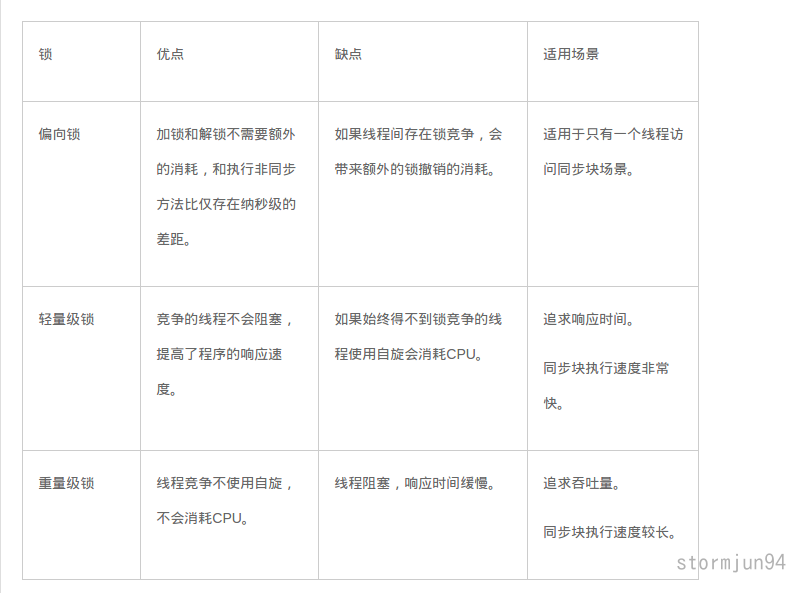 锁 优点 缺点 适用场景
偏向锁 加锁和解锁不需要额外 如果线程间存在锁竞争，会 适用于只有一个线程访
的消耗，和执行非同步 带来额外的锁撤销的消耗。 问同步块场景。
方法比仅存在纳秒级的
差距。
轻量级锁 竞争的线程不会阻塞， 如果始终得不到锁竞争的线 追求响应时间。
提高了程序的响应速 程使用自旋会消耗CPU。 同步块执行速度非常
度。 快。
重量级锁 线程竞争不使用自旋， 线程阻塞，响应时间缓慢。 追求吞吐量。
不会消耗CPU。 同步块执行速度较长。
stormjun94